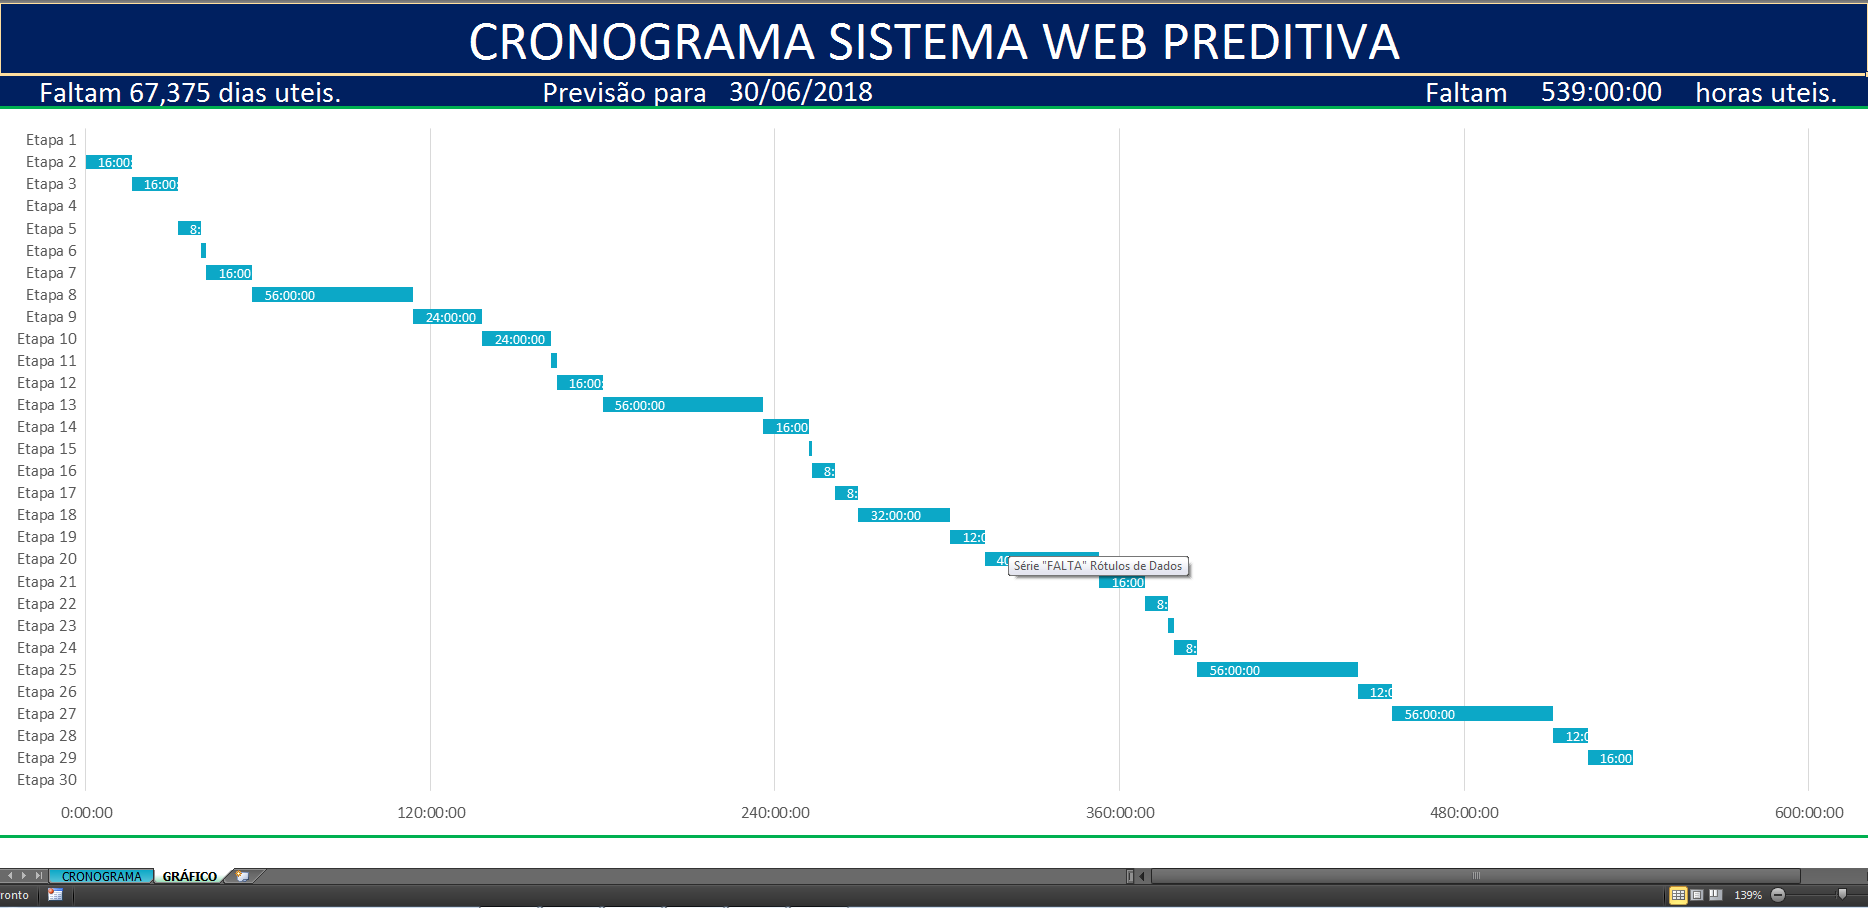 CRONOGRAMA SISTEMA WEB PREDITIVA
Faltam 67,375 dias uteis. Previsão para 30/06/2018 Faltam 539:00:00 horas uteis.
Etapa 1
Etapa 2 16:00:
Etapa 3 16:00:
Etapa 4
Etapa 5 8:
Etapa 6
Etapa 7 16:00
Etapa 8 56:00:00
Etapa 9 24:00:00
Etapa 10 24:00:00
Etapa 11
Etapa 12 16:00:
Etapa 13 56:00:00
Etapa 14 16:00
Etapa 15
Etapa 16 8:
Etapa 17 8:
Etapa 18 32:00:00
Etapa 19 12:0
Etapa 20 40
Série "FALTA" Rótulos de Dados
Etapa 21 16:00
Etapa 22 8:
Etapa 23
Etapa 24 8:
Etapa 25 56:00:00
Etapa 26 12:0
Etapa 27 56:00:00
Etapa 28 12:0
Etapa 29 16:00
Etapa 30
0:00:00 120:00:00 240:00:00 360:00:00 480:00:00 600:00:00
CRONOGRAMA GRÁFICO
ronto 139%